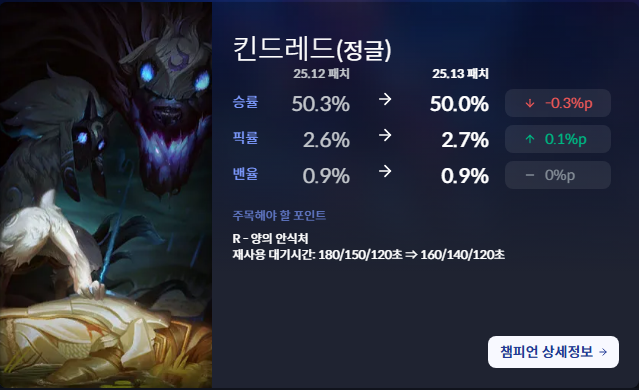 킨드레드(정글)
25.12 패치 25.13 패치
승률 50.3% → 50.0% ↓ -0.3%p
픽률 2.6% → 2.7% ↑ 0.1%p
밴율 0.9% → 0.9% − 0%p
주목해야 할 포인트
R - 양의 안식처
재사용 대기시간: 180/150/120초 ⇒ 160/140/120초
챔피언 상세정보 →